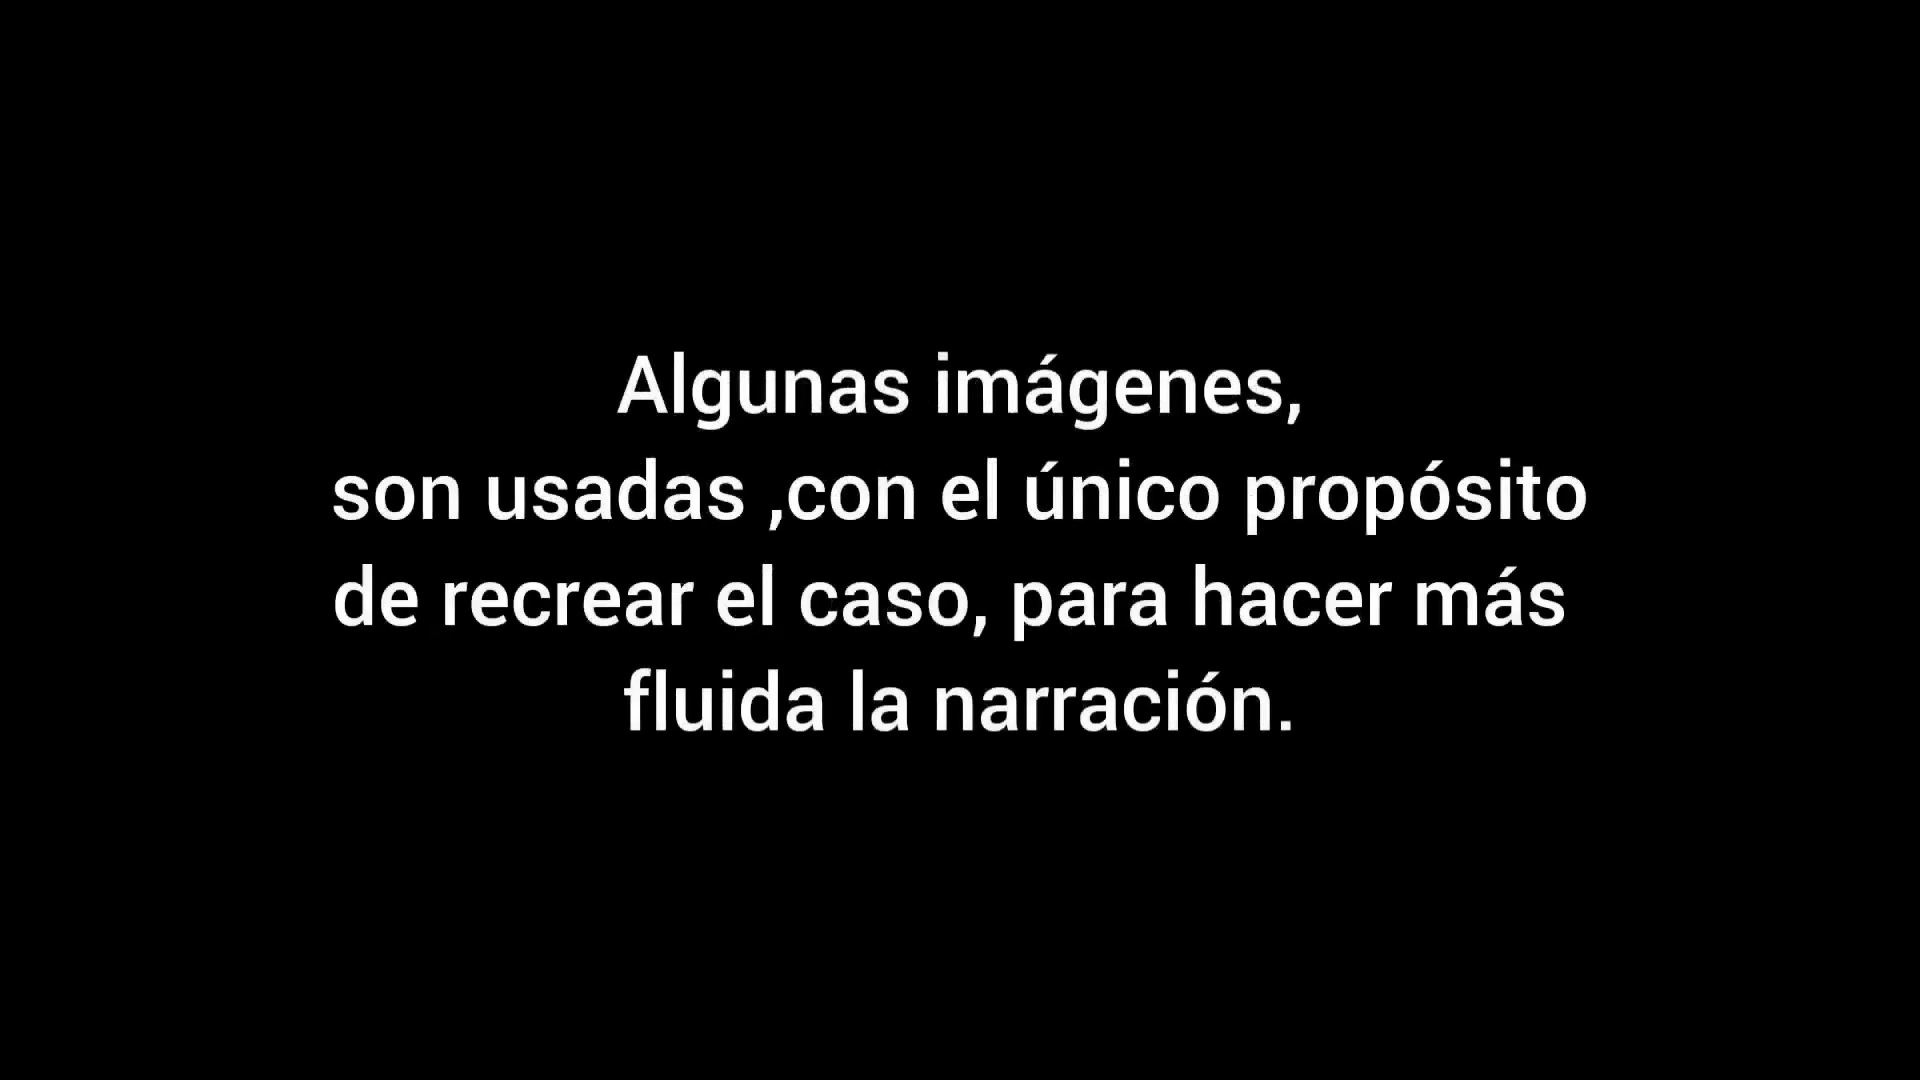 Algunas imágenes,
son usadas ,con el único propósito
de recrear el caso, para hacer más
fluida la narración.